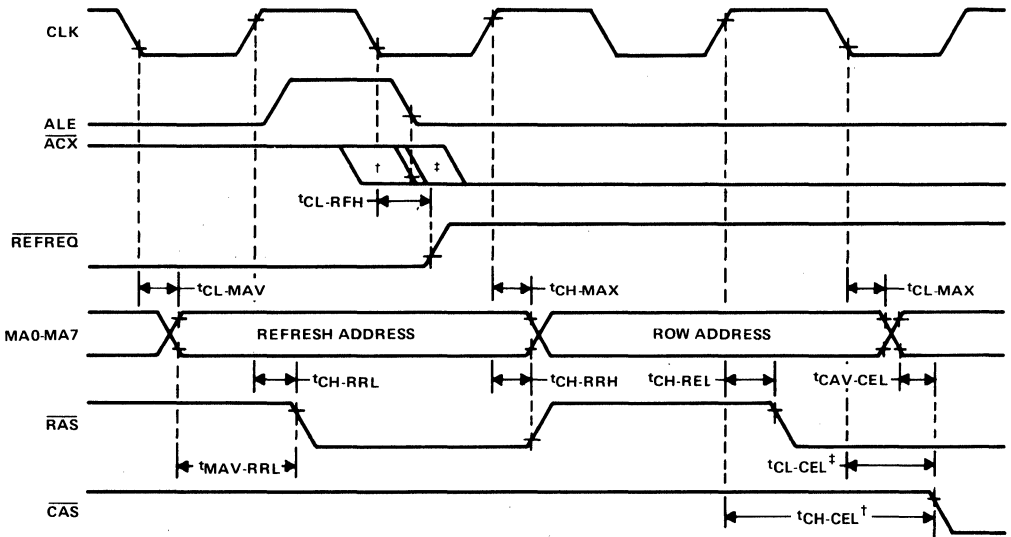 CLK
ALE
ACX
† ‡
tCL-RFH
REFREQ
tCL-MAV tCH-MAX tCL-MAX
MA0-MA7 REFRESH ADDRESS ROW ADDRESS
tCH-RRL tCH-RRH tCH-REL tCAV-CEL
RAS
tMAV-RRL tCL-CEL‡
CAS tCH-CEL†